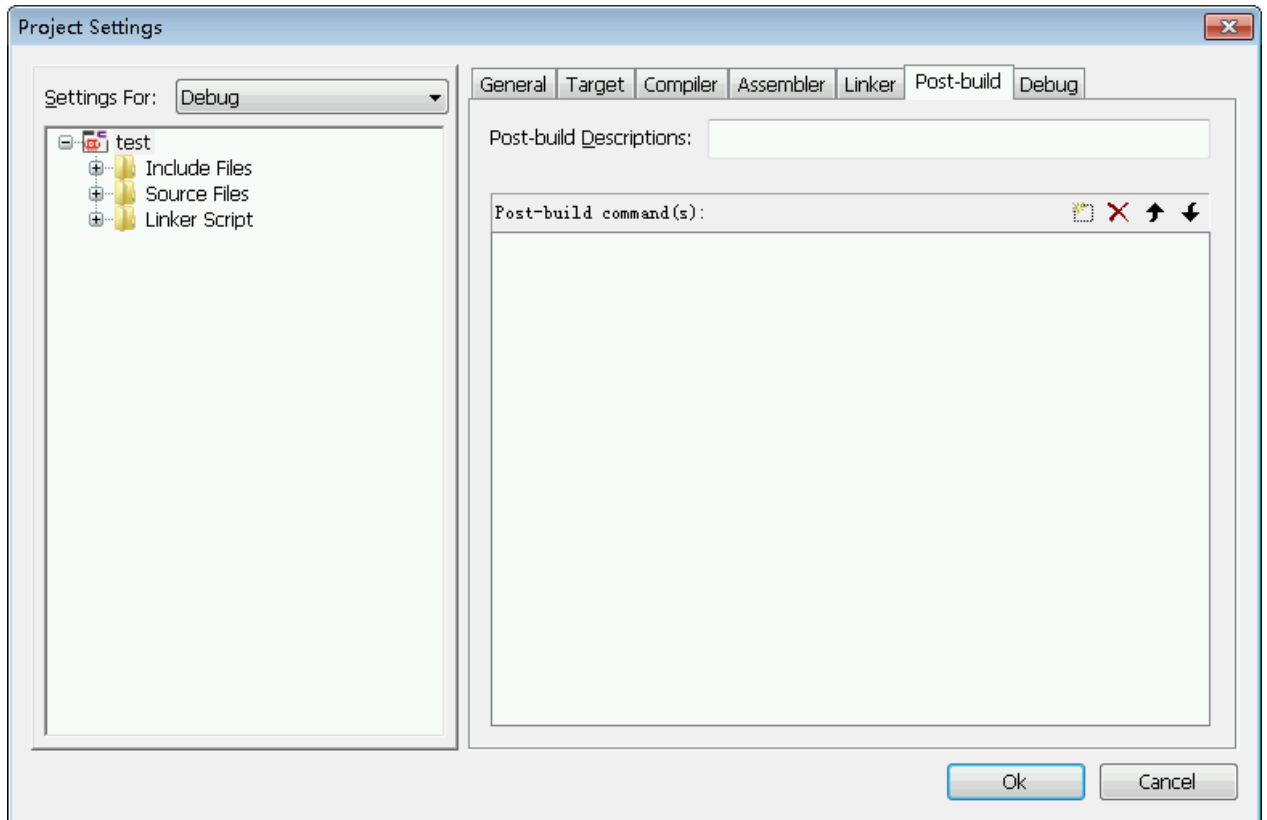 Project Settings
Settings For: Debug
test
Include Files
Source Files
Linker Script
General Target Compiler Assembler Linker Post-build Debug
Post-build Descriptions:
Post-build command(s):
Ok Cancel